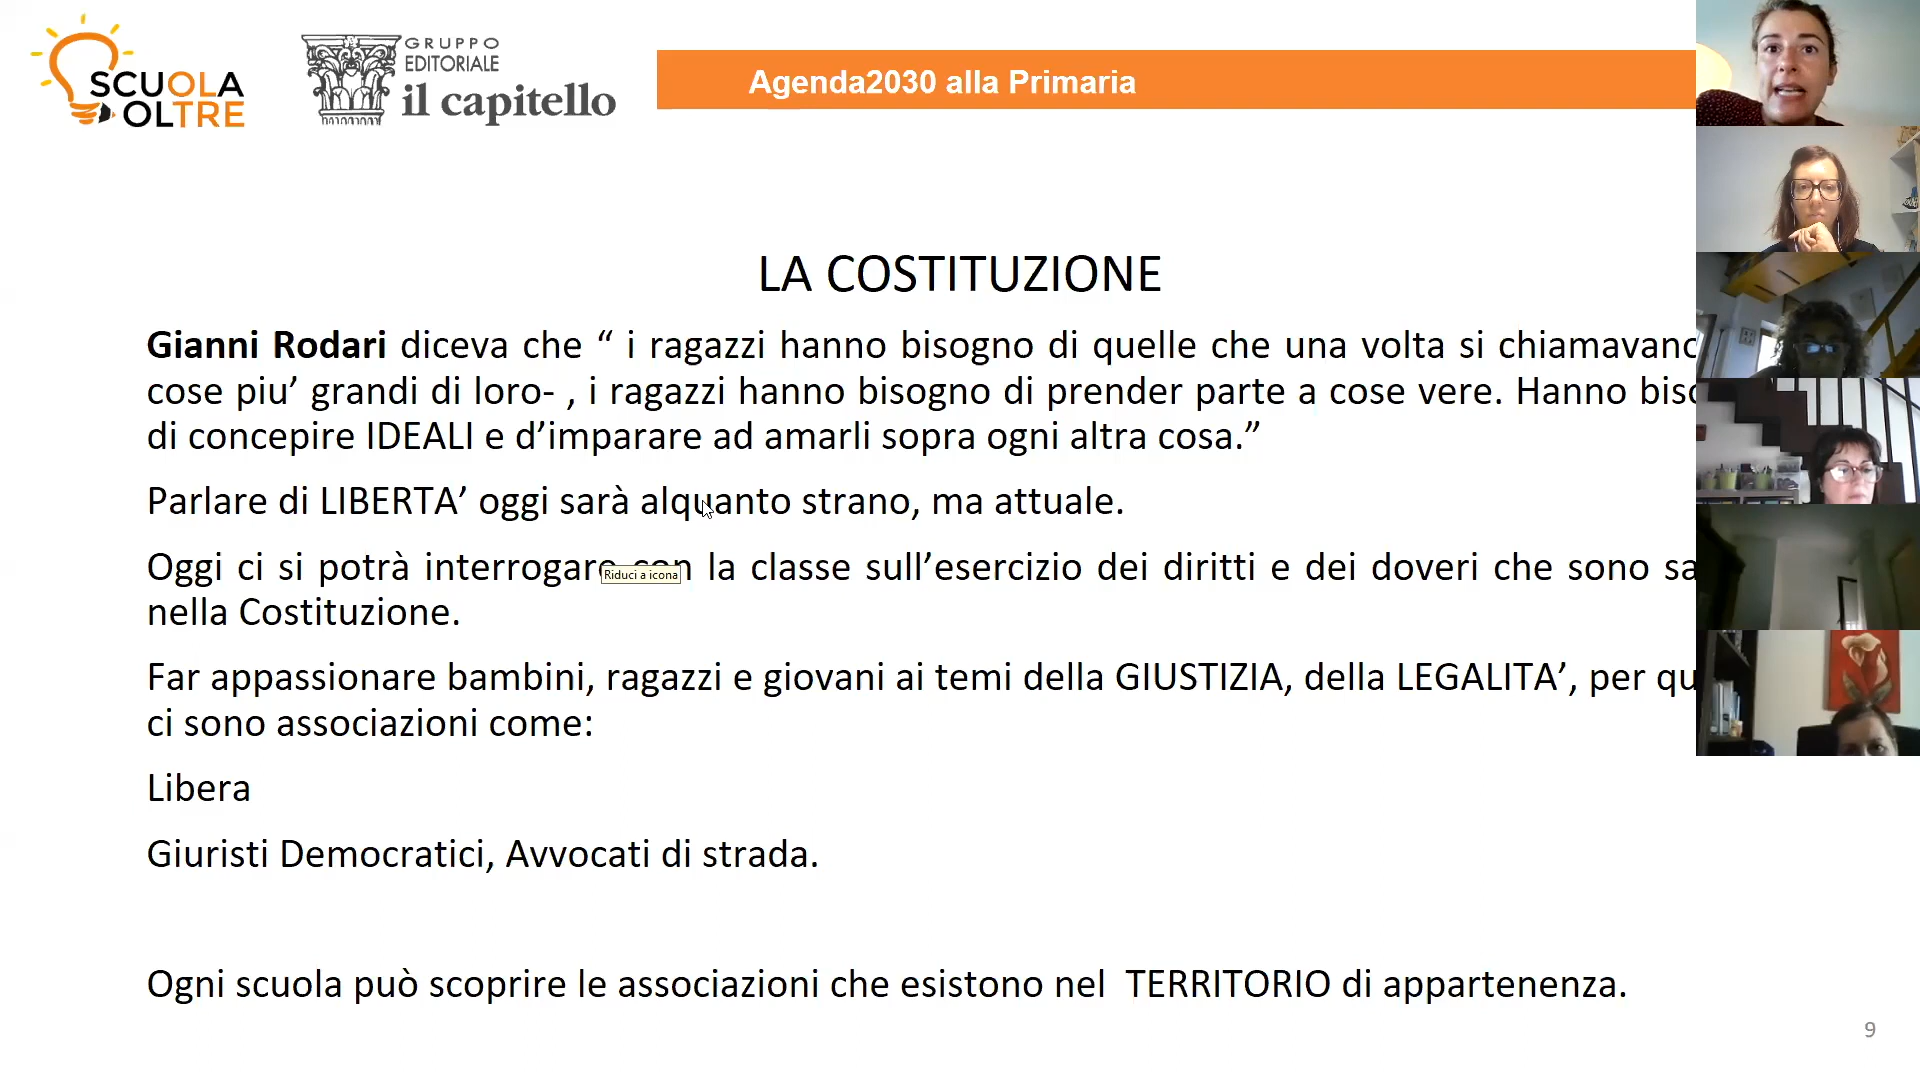 SCUOLA
OLTRE
GRUPPO
EDITORIALE
il capitello
Agenda2030 alla Primaria
LA COSTITUZIONE
Gianni Rodari diceva che “ i ragazzi hanno bisogno di quelle che una volta si
cose piu’ grandi di loro- , i ragazzi hanno bisogno di prender parte a cose vere. Hanno
di concepire IDEALI e d’imparare ad amarli sopra ogni altra cosa.”
Parlare di LIBERTA’ oggi sarà alquanto strano, ma attuale.
Oggi ci si potrà interrogare con la classe sull’esercizio dei diritti e dei doveri che sono
Riduci a icona
nella Costituzione.
Far appassionare bambini, ragazzi e giovani ai temi della GIUSTIZIA, della LEGALITA’, per
ci sono associazioni come:
Libera
Giuristi Democratici, Avvocati di strada.
Ogni scuola può scoprire le associazioni che esistono nel TERRITORIO di appartenenza.
9